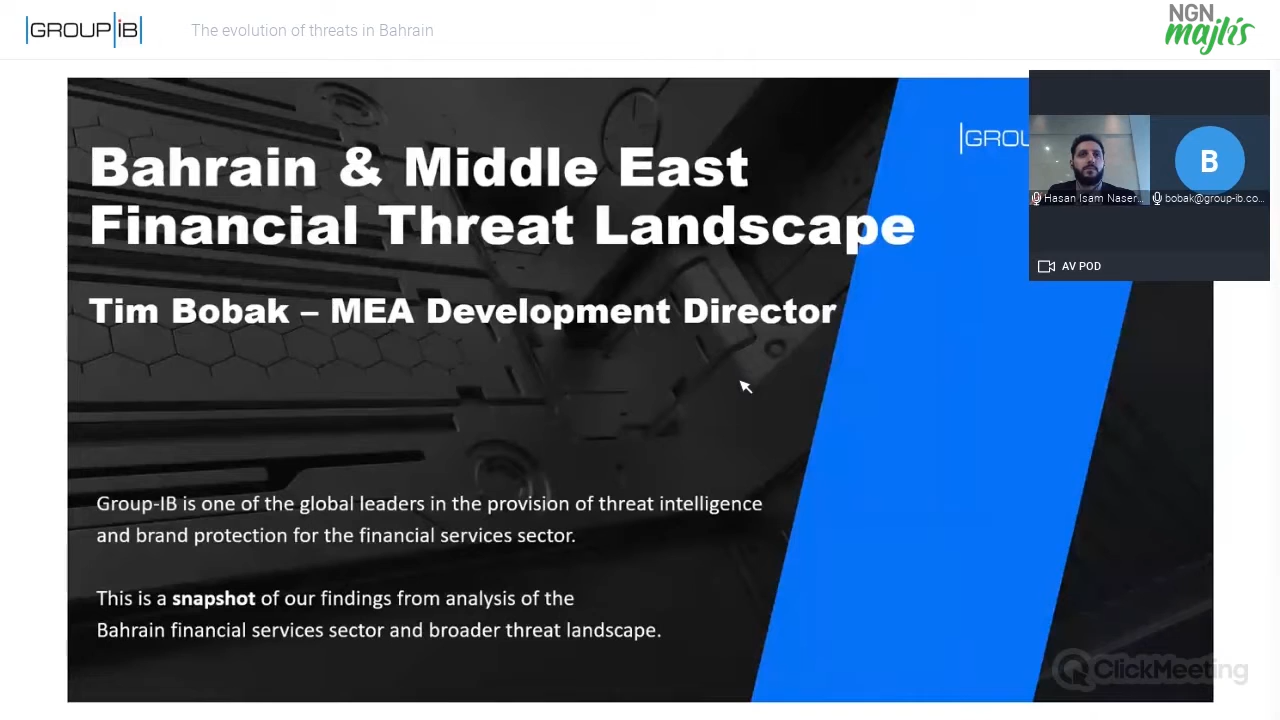 GROUP iB
The evolution of threats in Bahrain
NGN
majlis
Bahrain & Middle East
Financial Threat Landscape
Tim Bobak – MEA Development Director
GROU
B
Hasan Isam Naser...
bobak@group-ib.co...
AV POD
Group-IB is one of the global leaders in the provision of threat intelligence
and brand protection for the financial services sector.
This is a snapshot of our findings from analysis of the
Bahrain financial services sector and broader threat landscape.
ClickMeeting